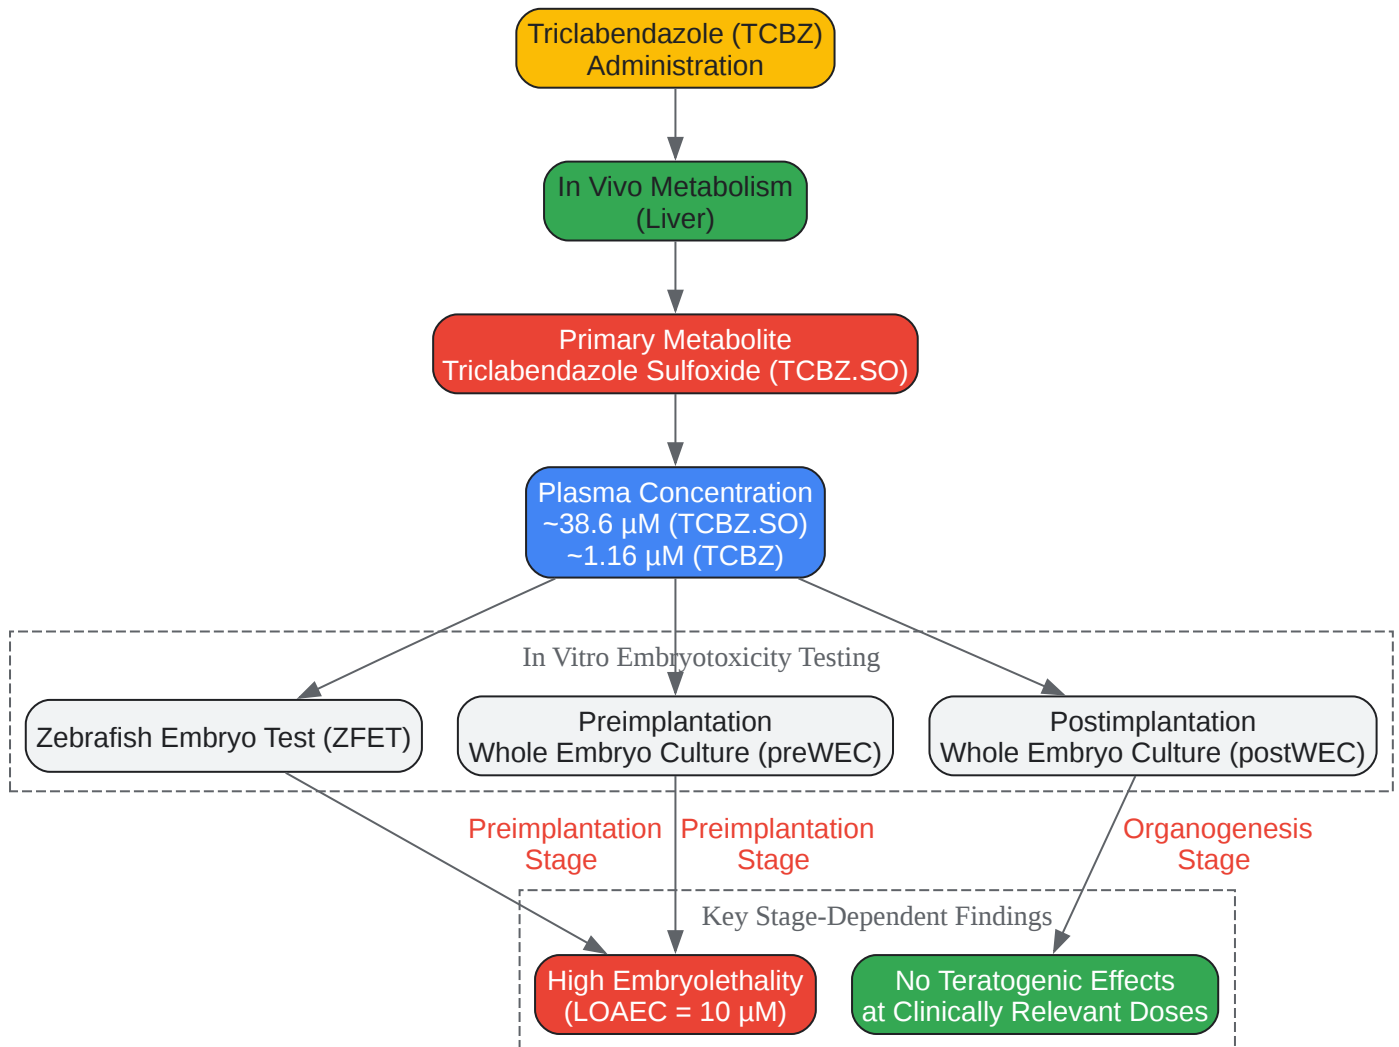 Triclabendazole (TCBZ)
Administration
In Vivo Metabolism
(Liver)
Primary Metabolite
Triclabendazole Sulfoxide (TCBZ.SO)
Plasma Concentration
~38.6 µM (TCBZ.SO)
~1.16 µM (TCBZ)
In Vitro Embryotoxicity Testing
Zebrafish Embryo Test (ZFET)
Preimplantation
Whole Embryo Culture (preWEC)
Postimplantation
Whole Embryo Culture (postWEC)
Preimplantation
Stage
Preimplantation
Stage
Organogenesis
Stage
Key Stage-Dependent Findings
High Embryolethality
(LOAEC = 10 µM)
No Teratogenic Effects
at Clinically Relevant Doses